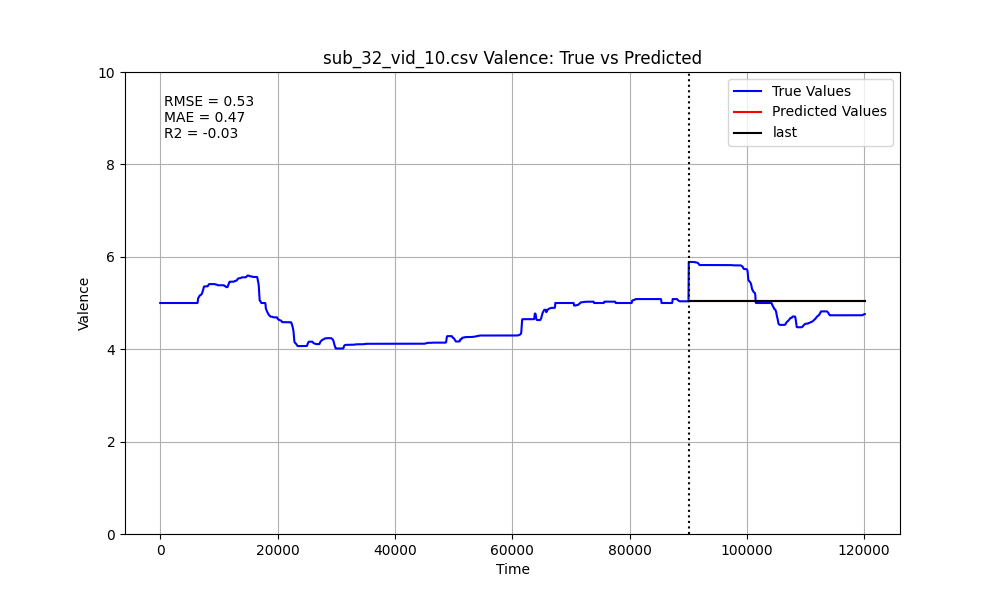 sub_32_vid_10.csv Valence: True vs Predicted
RMSE = 0.53
MAE = 0.47
R2 = -0.03
True Values
Predicted Values
last
Valence
10
8
6
4
2
0
0 20000 40000 60000 80000 100000 120000
Time